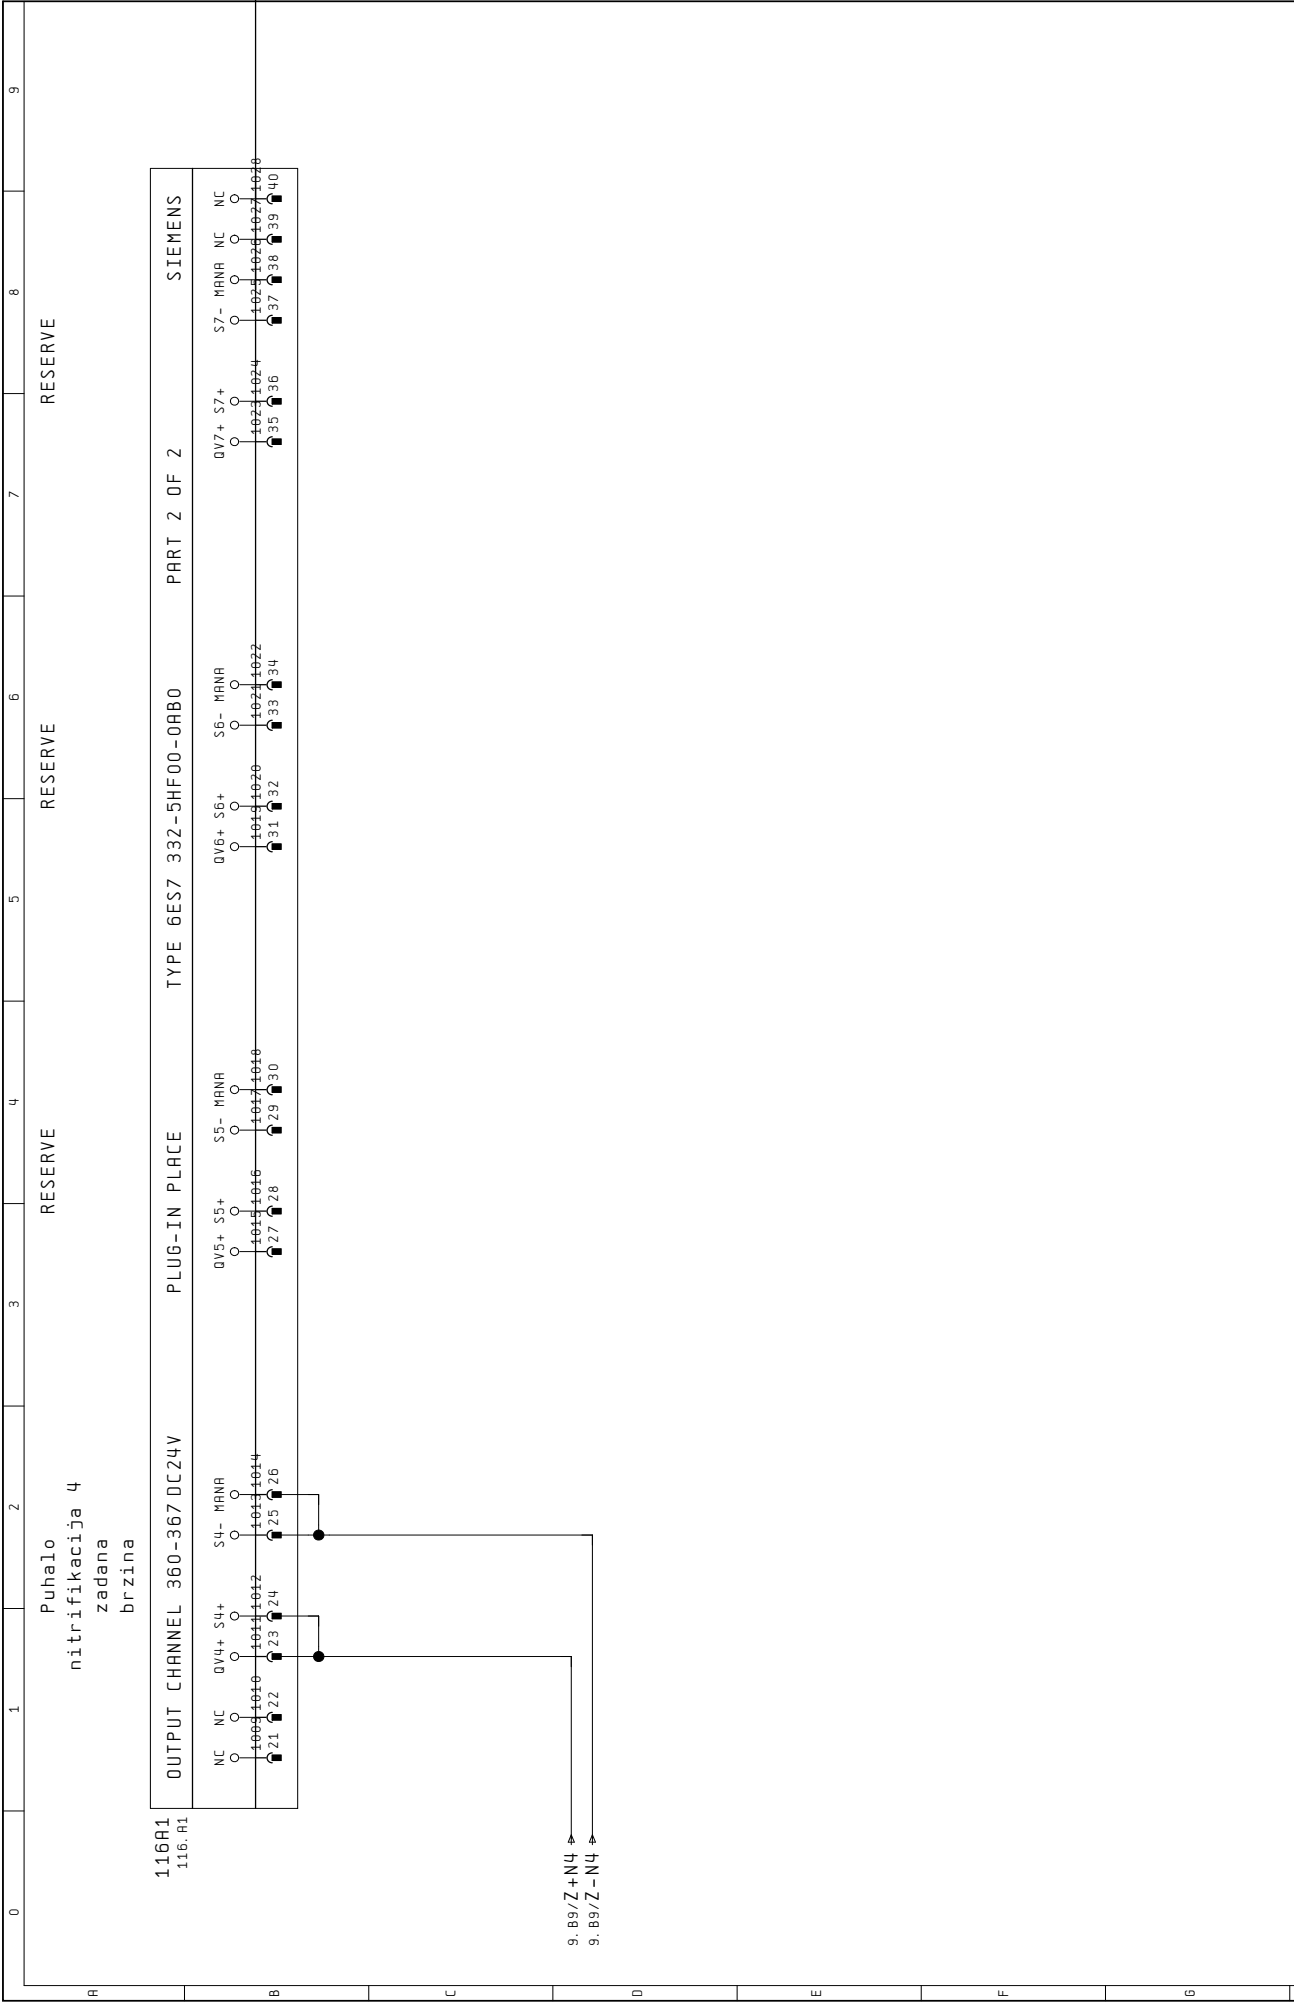 0 1 2 3 4 5 6 7 8 9
A
B
C
D
E
F
G
Puhalo
nitrifikacija 4
zadana
brzina
RESERVE
RESERVE
RESERVE
116A1
116.A1
OUTPUT CHANNEL 360-367 DC24V PLUG-IN PLACE TYPE 6ES7 332-5HF00-0AB0 PART 2 OF 2 SIEMENS
NC NC QV4+ S4+ S4- MANA QV5+ S5+ S5- MANA QV6+ S6+ S6- MANA QV7+ S7+ S7- MANA NC NC
1009 1010 1011 1012 1013 1014 1015 1016 1017 1018 1019 1020 1021 1022 1023 1024 1025 1026 1027 1028
21 22 23 24 25 26 27 28 29 30 31 32 33 34 35 36 37 38 39 40
9.B9/Z+N4
9.B9/Z-N4